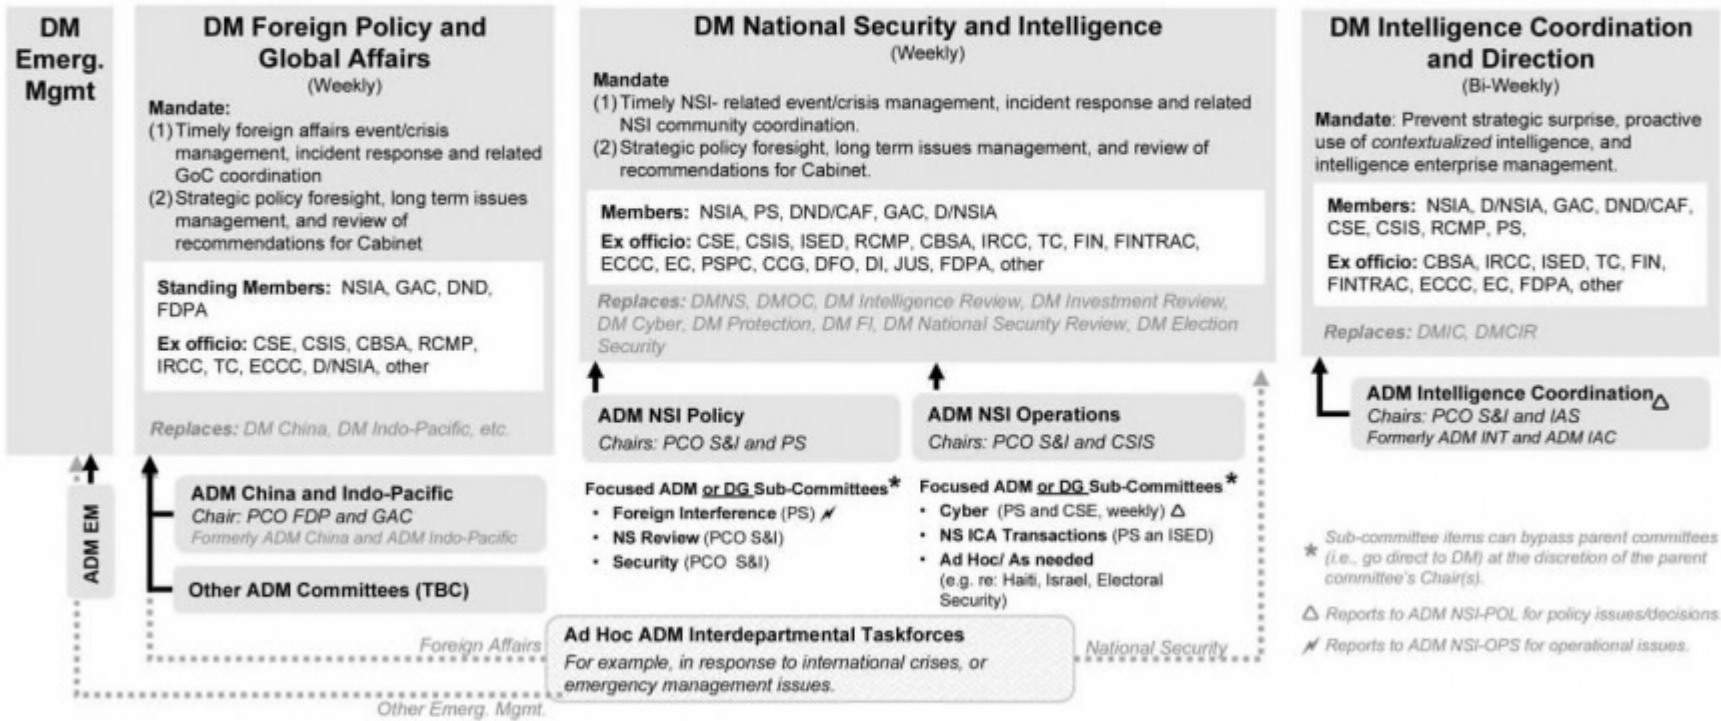 DM
Emerg.
Mgmt
DM Foreign Policy and
Global Affairs
(Weekly)
Mandate:
(1) Timely foreign affairs event/crisis
management, incident response and related
GoC coordination
(2) Strategic policy foresight, long term issues
management, and review of
recommendations for Cabinet
Standing Members: NSIA, GAC, DND,
FDPA
Ex officio: CSE, CSIS, CBSA, RCMP,
IRCC, TC, ECCC, D/NSIA, other
Replaces: DM China, DM Indo-Pacific, etc.
DM National Security and Intelligence
(Weekly)
Mandate
(1) Timely NSI- related event/crisis management, incident response and related
NSI community coordination.
(2) Strategic policy foresight, long term issues management, and review of
recommendations for Cabinet.
Members: NSIA, PS, DND/CAF, GAC, D/NSIA
Ex officio: CSE, CSIS, ISED, RCMP, CBSA, IRCC, TC, FIN, FINTRAC,
ECCC, EC, PSPC, CCG, DFO, DI, JUS, FDPA, other
Replaces: DMNS, DMOC, DM Intelligence Review, DM Investment Review,
DM Cyber, DM Protection, DM FI, DM National Security Review, DM Election
Security
DM Intelligence Coordination
and Direction
(Bi-Weekly)
Mandate: Prevent strategic surprise, proactive
use of contextualized intelligence, and
intelligence enterprise management.
Members: NSIA, D/NSIA, GAC, DND/CAF,
CSE, CSIS, RCMP, PS,
Ex officio: CBSA, IRCC, ISED, TC, FIN,
FINTRAC, ECCC, EC, FDPA, other
Replaces: DMIC, DMCIR
ADM EM
ADM China and Indo-Pacific
Chair: PCO FDP and GAC
Formerly ADM China and ADM Indo-Pacific
Other ADM Committees (TBC)
ADM NSI Policy
Chairs: PCO S&I and PS
Focused ADM or DG Sub-Committees*
• Foreign Interference (PS)
• NS Review (PCO S&I)
• Security (PCO S&I)
ADM NSI Operations
Chairs: PCO S&I and CSIS
Focused ADM or DG Sub-Committees*
• Cyber (PS and CSE, weekly) △
• NS ICA Transactions (PS an ISED)
• Ad Hoc/ As needed
(e.g. re: Haiti, Israel, Electoral
Security)
ADM Intelligence Coordination △
Chairs: PCO S&I and IAS
Formerly ADM INT and ADM IAC
* Sub-committee items can bypass parent committees
(i.e., go direct to DM) at the discretion of the parent
committee's Chair(s).
△ Reports to ADM NSI-POL for policy issues/decisions
Reports to ADM NSI-OPS for operational issues.
Ad Hoc ADM Interdepartmental Taskforces
For example, in response to international crises, or
emergency management issues.
Foreign Affairs
National Security
Other Emerg. Mgmt.